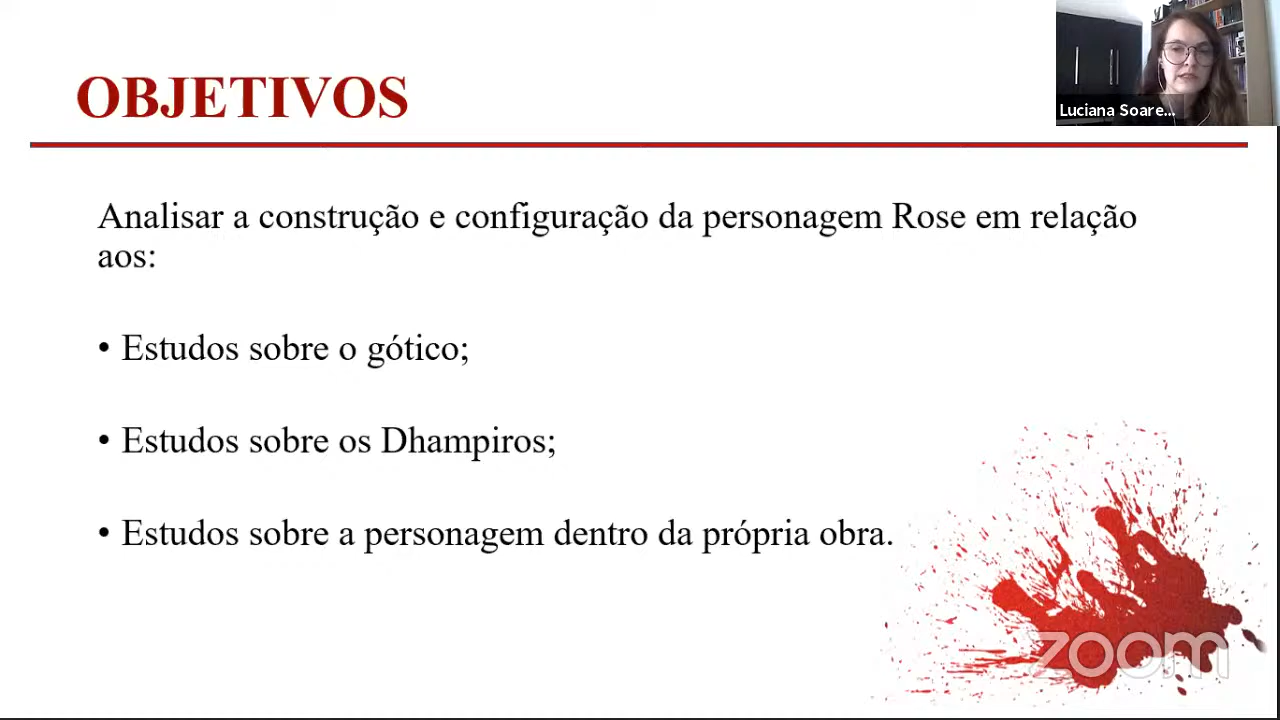 OBJETIVOS
Luciana Soare...
Analisar a construção e configuração da personagem Rose em relação
aos:
• Estudos sobre o gótico;
• Estudos sobre os Dhampiros;
• Estudos sobre a personagem dentro da própria obra.
zoom